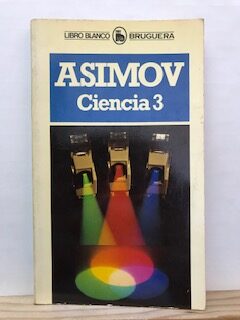 LIBRO BLANCO BRUGUERA
ASIMOV
Ciencia 3